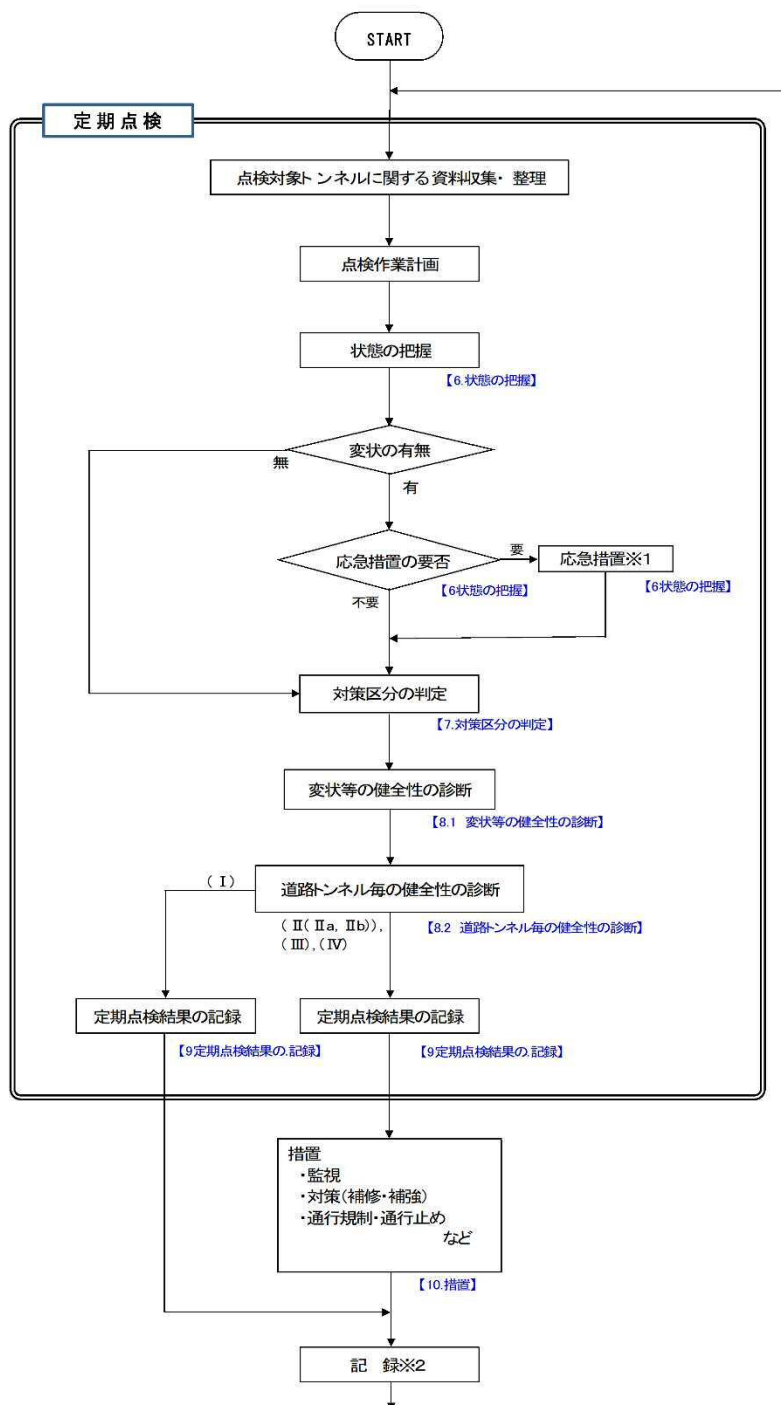 START
定期点検
点検対象トンネルに関する資料収集・整理
点検作業計画
状態の把握
【6.状態の把握】
変状の有無
無
有
応急措置の要否
要
応急措置※1
【6状態の把握】
【6状態の把握】
不要
対策区分の判定
【7.対策区分の判定】
変状等の健全性の診断
【8.1 変状等の健全性の診断】
(Ⅰ)
道路トンネル毎の健全性の診断
(Ⅱ(Ⅱa, Ⅱb)),
(Ⅲ),(Ⅳ)
【8.2 道路トンネル毎の健全性の診断】
定期点検結果の記録
定期点検結果の記録
【9定期点検結果の.記録】
【9定期点検結果の.記録】
措置
・監視
・対策(補修・補強)
・通行規制・通行止め
など
【10.措置】
記 録※2